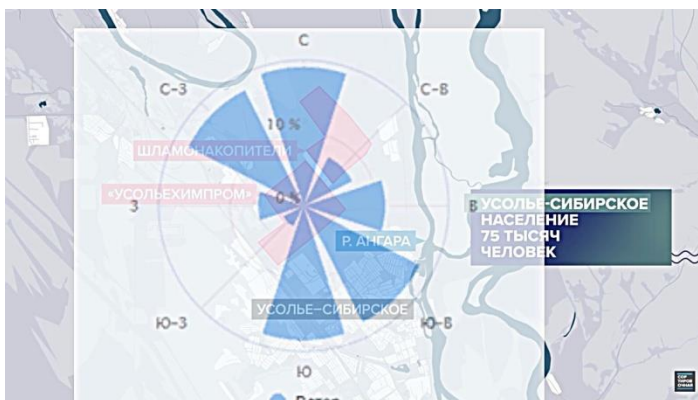 С
С-З
С-В
10 %
ШЛАМОНАКОПИТЕЛИ
«УСОЛЬЕХИМПРОМ»
0 %
З
В
УСОЛЬЕ-СИБИРСКОЕ
НАСЕЛЕНИЕ
75 ТЫСЯЧ
ЧЕЛОВЕК
Р. АНГАРА
УСОЛЬЕ–СИБИРСКОЕ
Ю-З
Ю-В
Ю